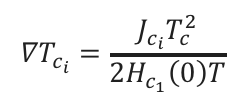 ∇T_{c_i} = \frac{J_{c_i} T_c^2}{2H_{c_1}(0)T}